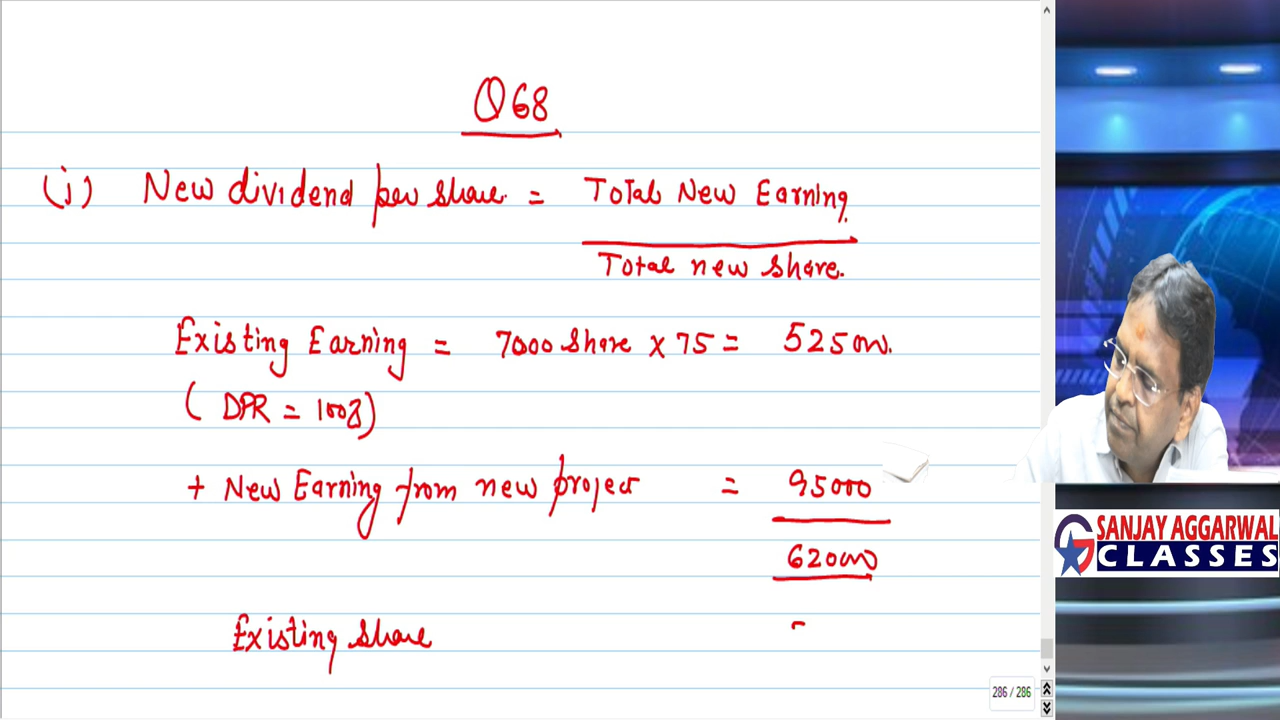 Q68
(i) New dividend per share = Total New Earning
Total new share.
Existing Earning = 7000 Share x 75 = 525000.
(DPR = 100%)
+ New Earning from new project = 95000
620000
Existing Share
286 / 286
SANJAY AGGARWAL
CLASSES